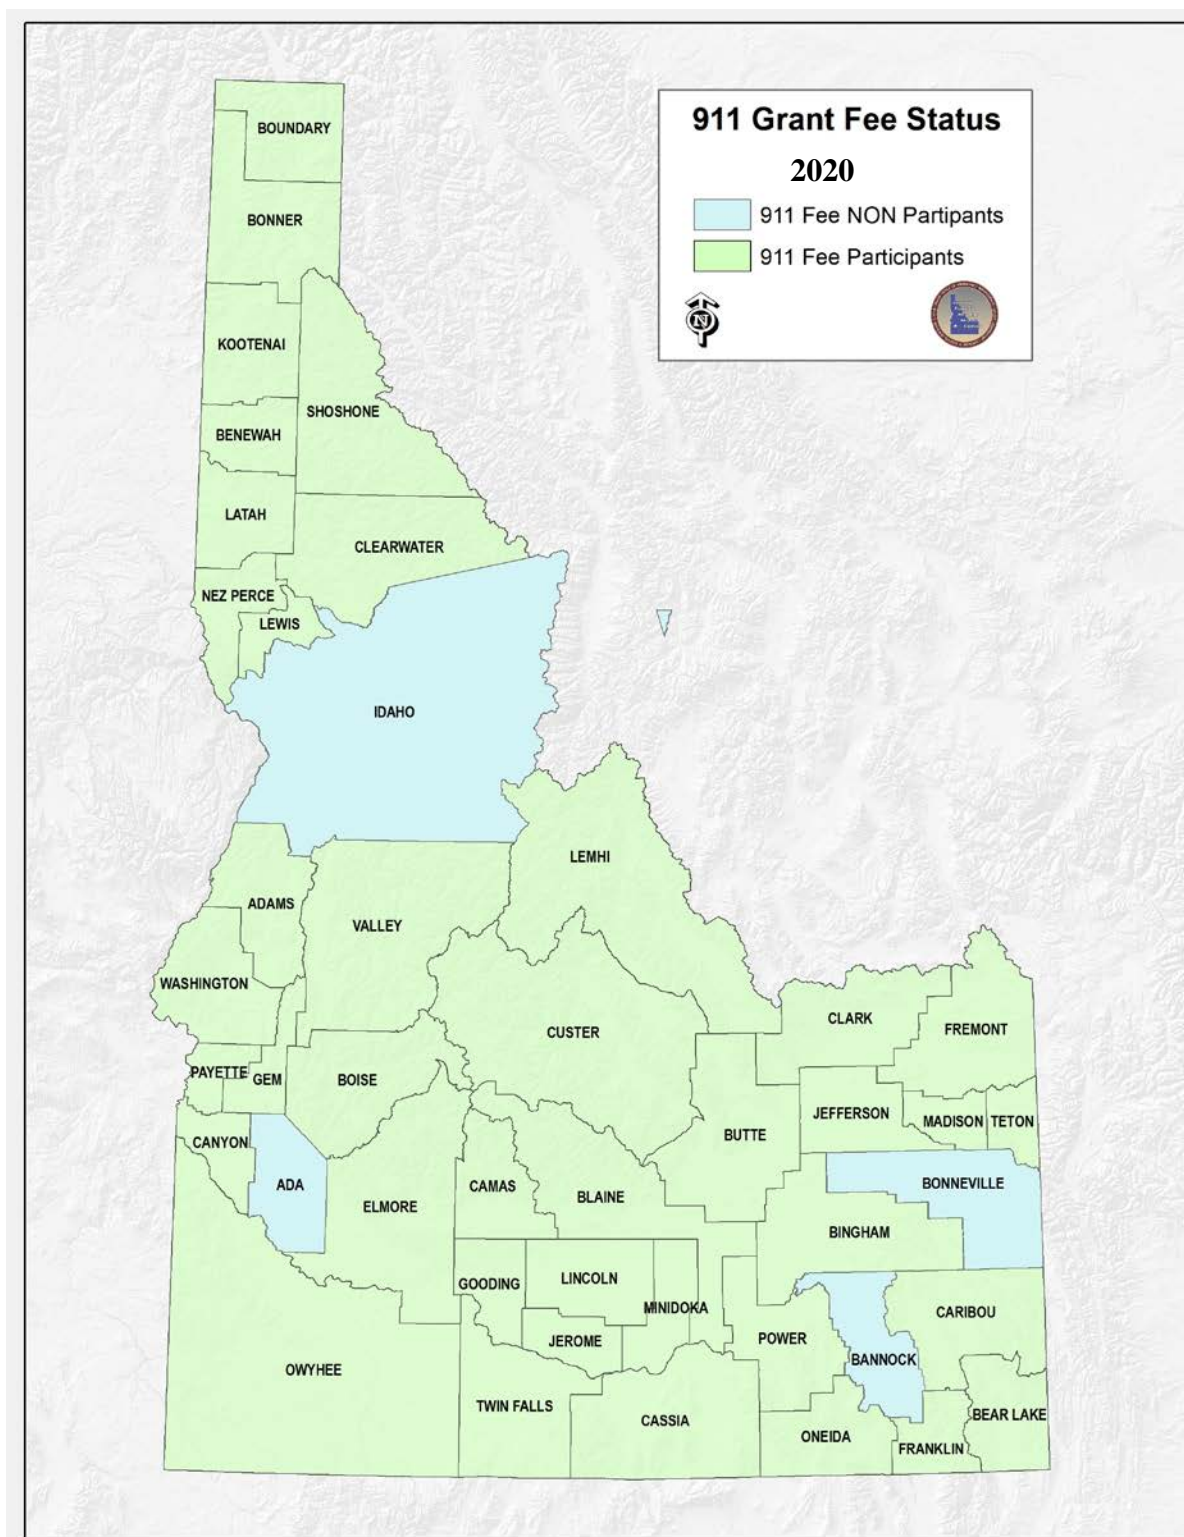 911 Grant Fee Status
2020
911 Fee NON Partipants
911 Fee Participants
N
BOUNDARY
BONNER
KOOTENAI
SHOSHONE
BENEWAH
LATAH
CLEARWATER
NEZ PERCE
LEWIS
IDAHO
LEMHI
ADAMS
VALLEY
WASHINGTON
CUSTER
CLARK
FREMONT
PAYETTE
GEM
BOISE
JEFFERSON
MADISON
TETON
CANYON
BUTTE
ADA
CAMAS
BLAINE
BONNEVILLE
ELMORE
BINGHAM
GOODING
LINCOLN
MINIDOKA
CARIBOU
JEROME
POWER
BANNOCK
OWYHEE
TWIN FALLS
CASSIA
BEAR LAKE
ONEIDA
FRANKLIN